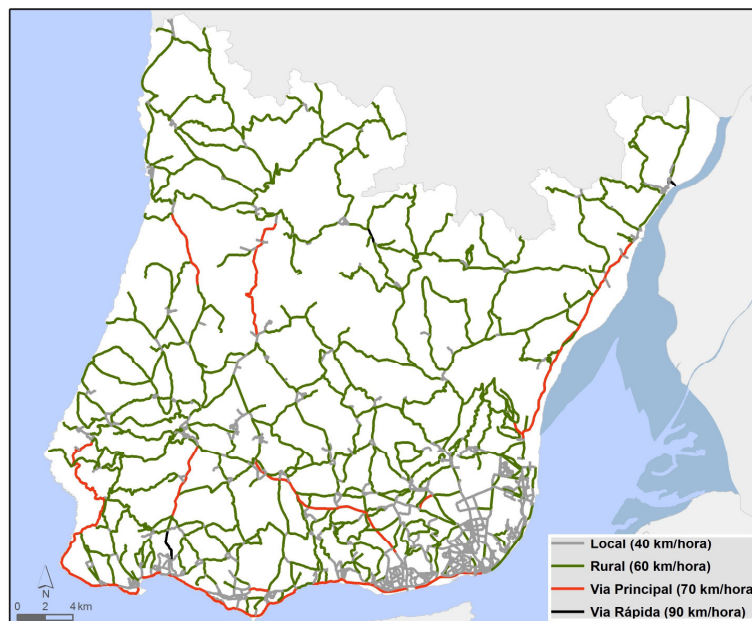 Local (40 km/hora)
Rural (60 km/hora)
Via Principal (70 km/hora)
Via Rápida (90 km/hora)
N
0 2 4 km